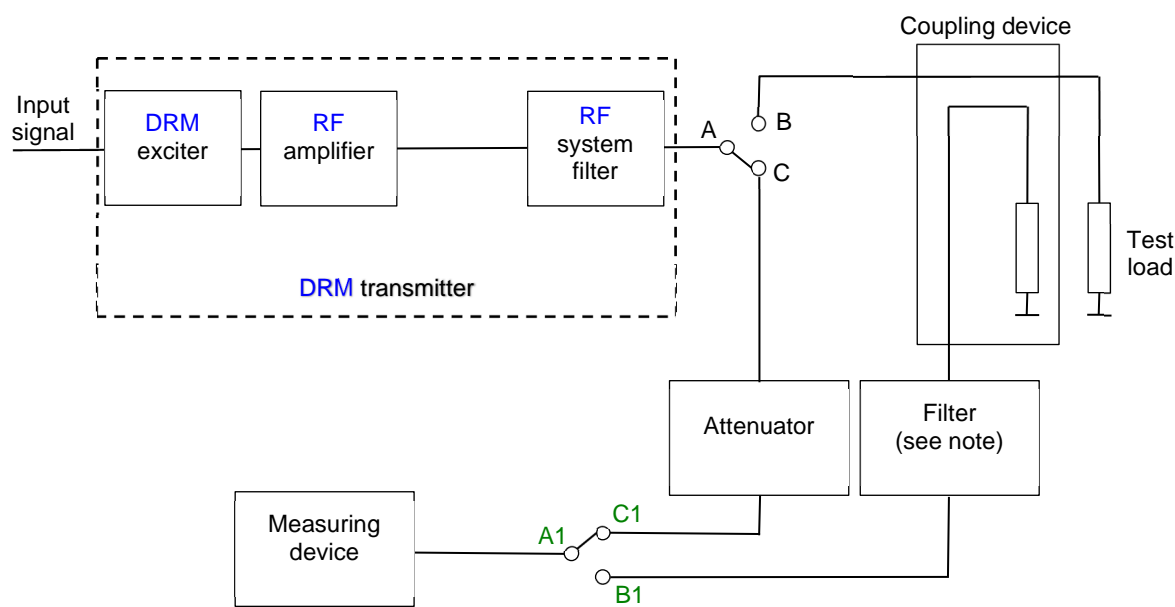 Coupling device
Input
signal
DRM
exciter
RF
amplifier
RF
system
filter
A
B
C
Test
load
DRM transmitter
Attenuator
Filter
(see note)
Measuring
device
A1
C1
B1